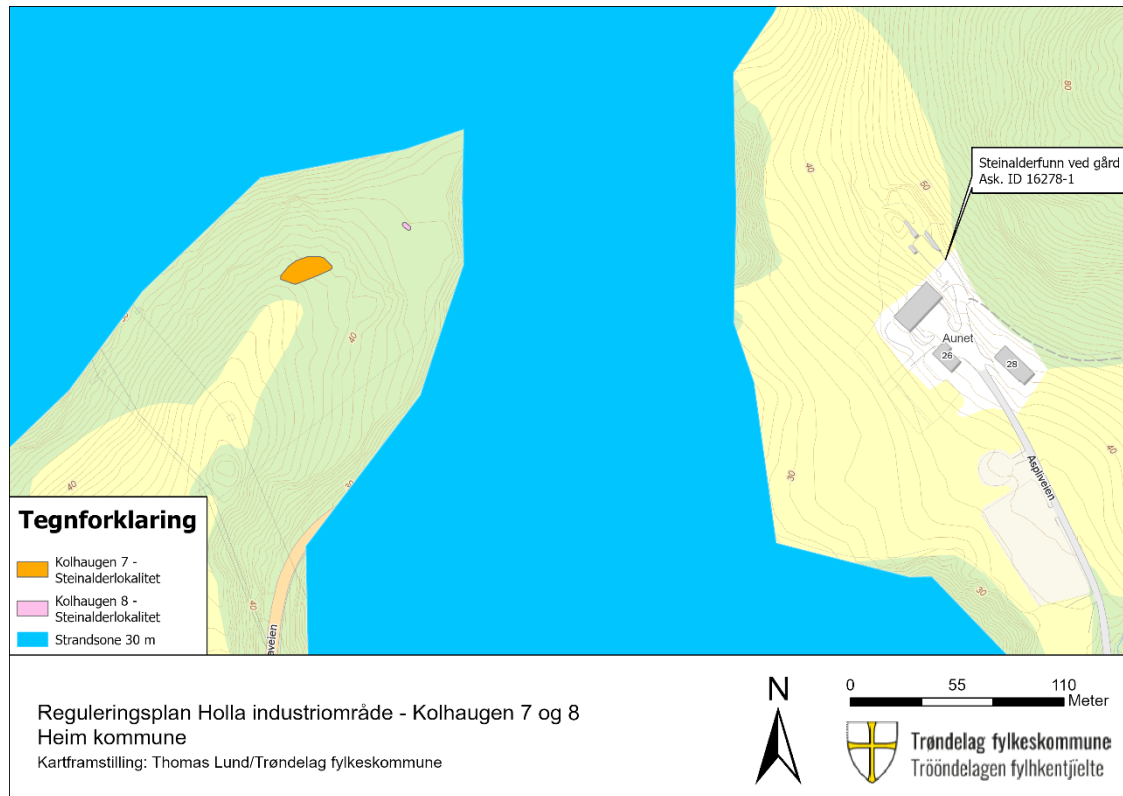 80
40
50
Steinalderfunn ved gård
Ask. ID 16278-1
40
Aunet
26
28
Aspliveien
40
30
40
30
30
40
aveien
Tegnforklaring
Kolhaugen 7 -
Steinalderlokalitet
Kolhaugen 8 -
Steinalderlokalitet
Strandsone 30 m
Reguleringsplan Holla industriområde - Kolhaugen 7 og 8
Heim kommune
Kartframstilling: Thomas Lund/Trøndelag fylkeskommune
N
0 55 110
Meter
Trøndelag fylkeskommune
Trööndelagen fylhkentjïelte